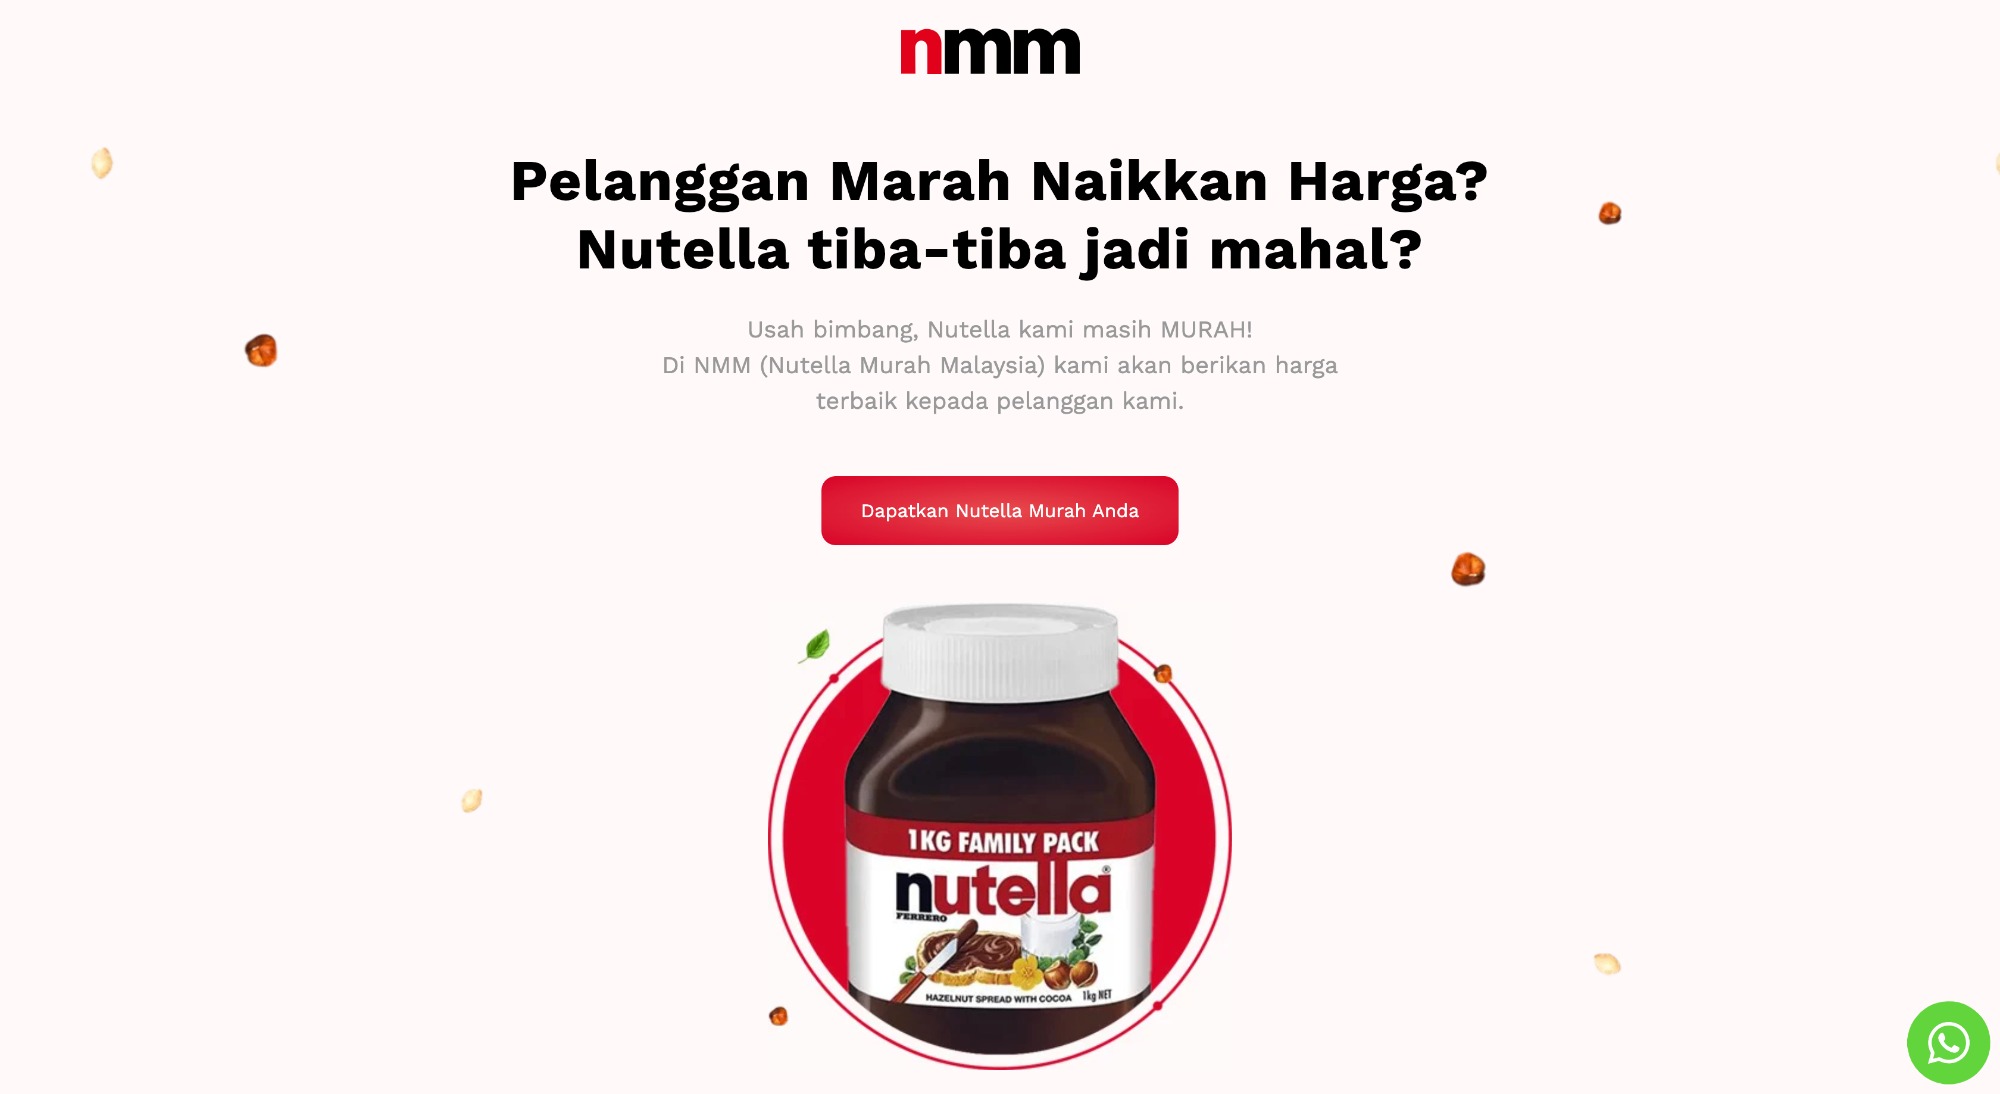 nmm
Pelanggan Marah Naikkan Harga?
Nutella tiba-tiba jadi mahal?
Usah bimbang, Nutella kami masih MURAH!
Di NMM (Nutella Murah Malaysia) kami akan berikan harga
terbaik kepada pelanggan kami.
Dapatkan Nutella Murah Anda
1KG FAMILY PACK
nutella®
FERRERO
HAZELNUT SPREAD WITH COCOA 1kg NET